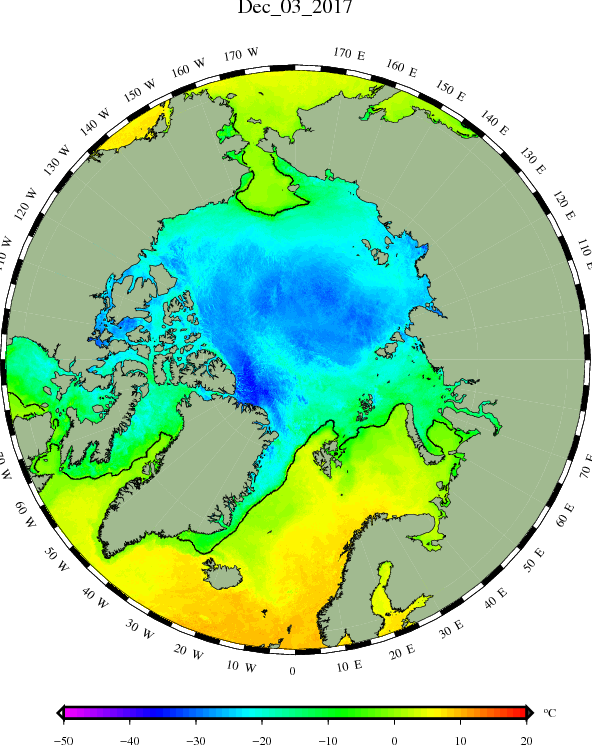 Dec_03_2017
170 W
170 E
160 W
160 E
150 W
150 E
140 W
140 E
130 W
130 E
120 W
120 E
110 E
70 E
60 W
60 E
50 W
50 E
40 W
40 E
30 W
30 E
20 W
20 E
10 W
10 E
0
°C
−50 −40 −30 −20 −10 0 10 20